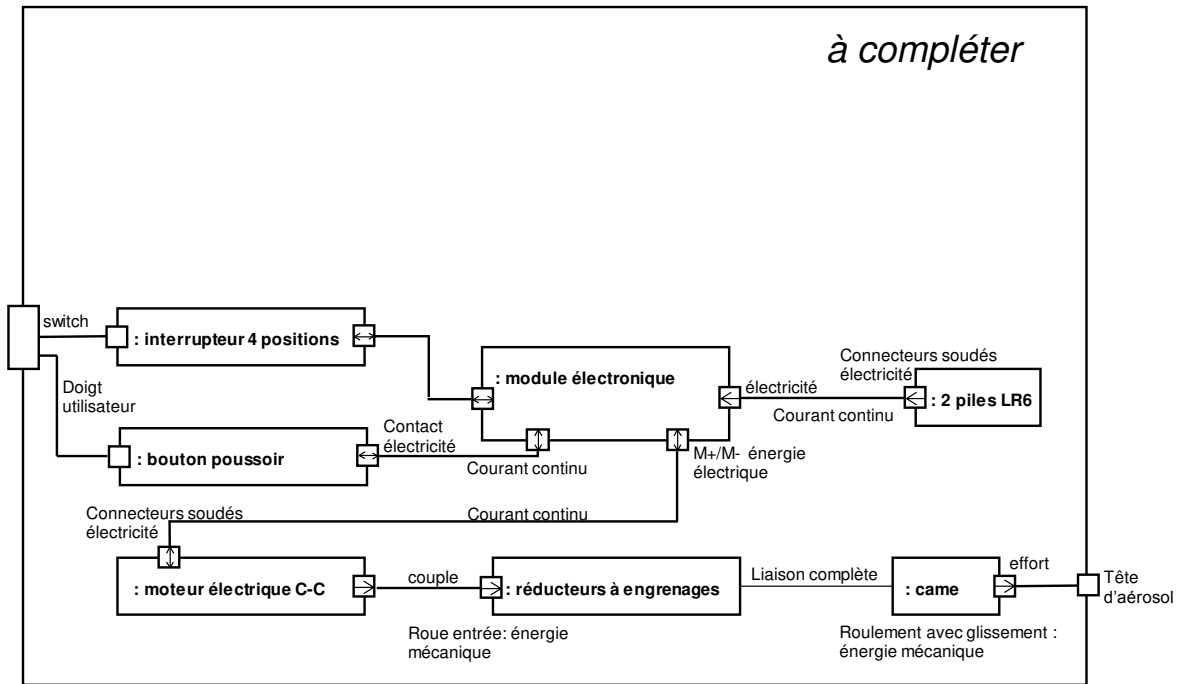 à compléter
switch
: interrupteur 4 positions
Doigt
utilisateur
: module électronique
électricité
Courant continu
Connecteurs soudés
électricité
: 2 piles LR6
: bouton poussoir
Contact
électricité
Courant continu
M+/M- énergie
électrique
Connecteurs soudés
électricité
Courant continu
: moteur électrique C-C
couple
: réducteurs à engrenages
Liaison complète
: came
effort
Tête
d'aérosol
Roue entrée: énergie
mécanique
Roulement avec glissement :
énergie mécanique